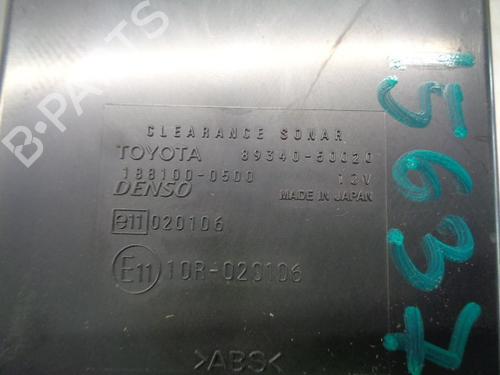 CLEARANCE SONAR
TOYOTA 89340-60020
188100-0500 12V
DENSO MADE IN JAPAN
e11 020106
E11 10R-020106
>ABS<
15637
B-PARTS